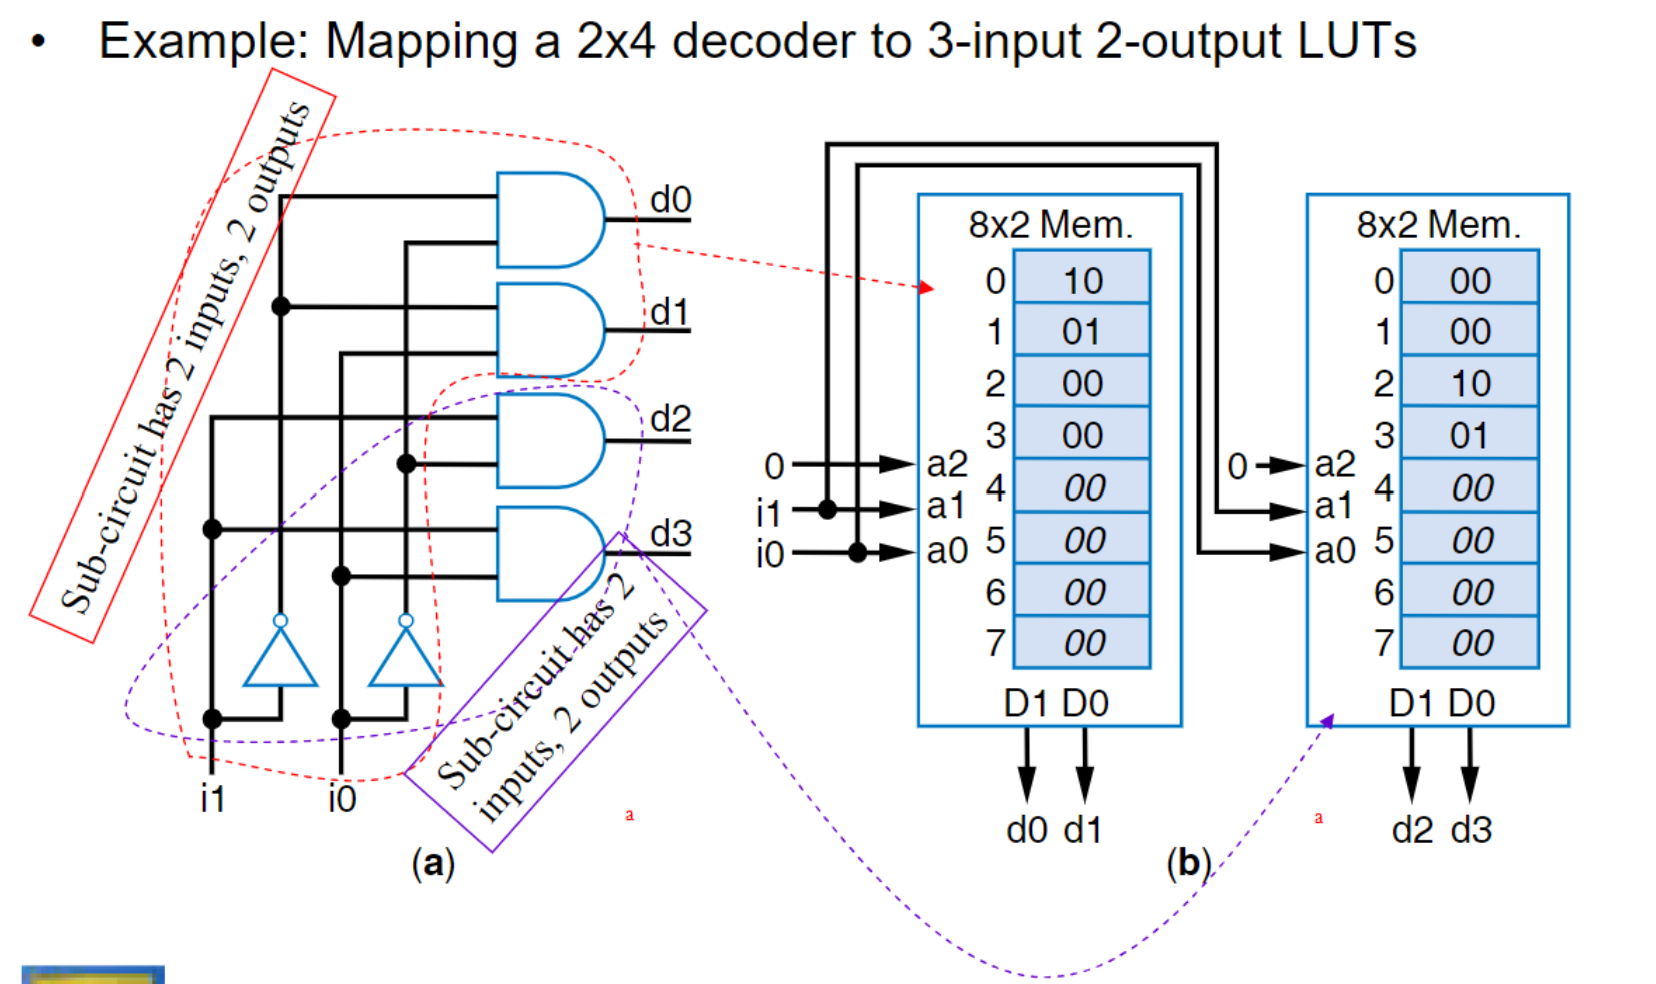 • Example: Mapping a 2x4 decoder to 3-input 2-output LUTs
Sub-circuit has 2 inputs, 2 outputs
d0
d1
d2
d3
i1
i0
Sub-circuit has 2
inputs, 2 outputs
a
(a)
0
i1
i0
8x2 Mem.
0 10
1 01
2 00
3 00
4 00
5 00
6 00
7 00
a2
a1
a0
D1 D0
d0 d1
(b)
0
8x2 Mem.
0 00
1 00
2 10
3 01
4 00
5 00
6 00
7 00
a2
a1
a0
D1 D0
a
d2 d3